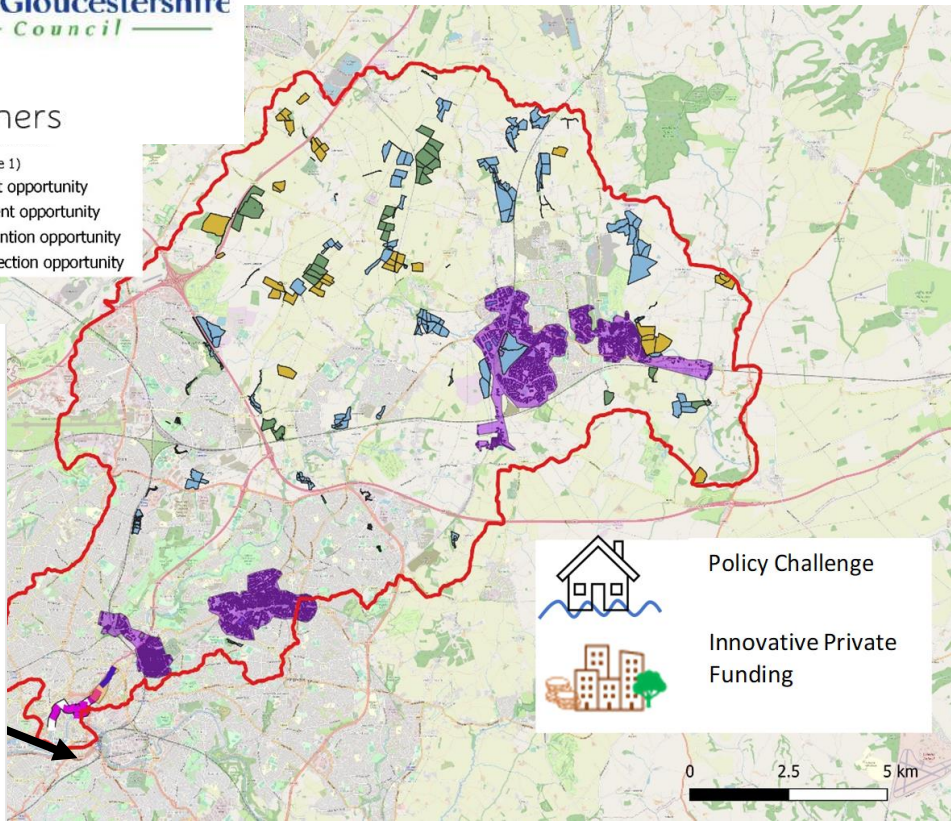 Gloucestershire
Council
ners
e 1)
t opportunity
ent opportunity
ntion opportunity
ection opportunity
Policy Challenge
Innovative Private
Funding
0 2.5 5 km